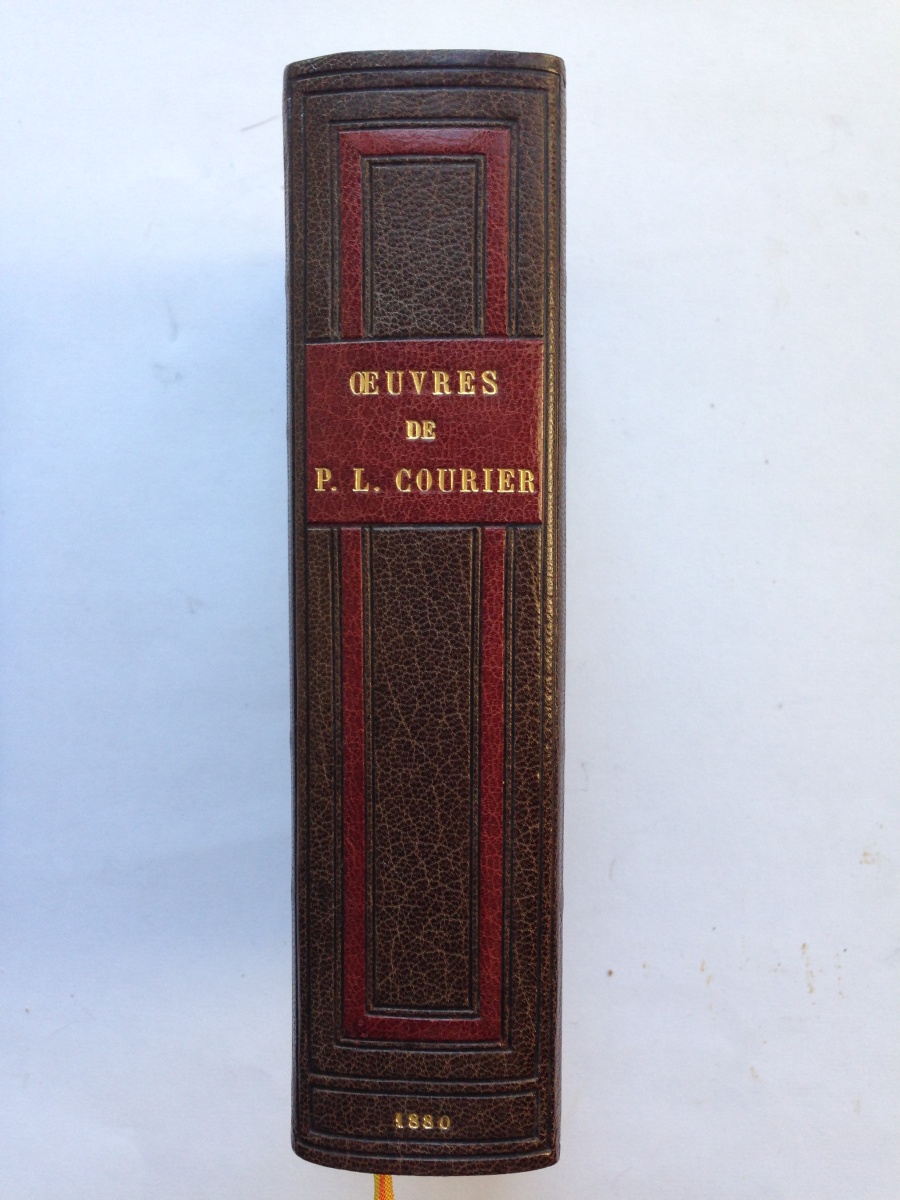 ŒUVRES
DE
P. L. COURIER
1880